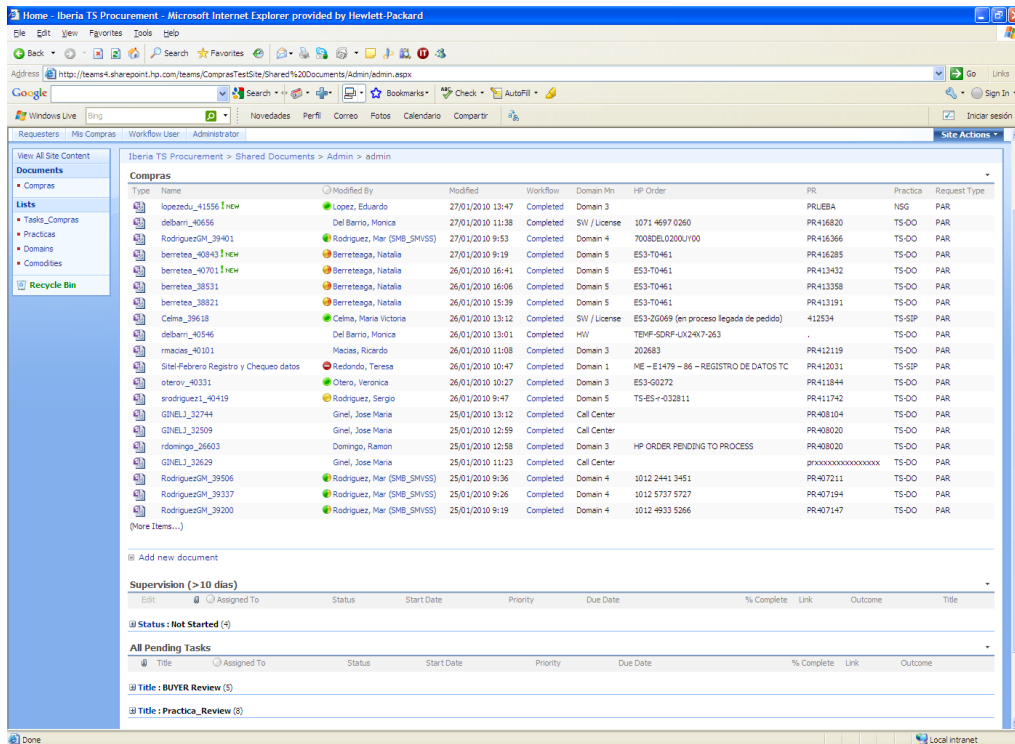 Home - Iberia TS Procurement - Microsoft Internet Explorer provided by Hewlett-Packard
File Edit View Favorites Tools Help
Back Search Favorites
Address http://teams4.sharepoint.hp.com/teams/ComprasTestSite/Shared%20Documents/Admin/admin.aspx Go Links
Google Search Bookmarks Check AutoFill Sign In
Windows Live Bing Novedades Perfil Correo Fotos Calendario Compartir Iniciar sesión
Requesters Mis Compras Workflow User Administrator Site Actions
View All Site Content
Documents
Compras
Lists
Tasks_Compras
Practicas
Domains
Comodities
Recycle Bin
Iberia TS Procurement > Shared Documents > Admin > admin
Compras
Type Name Modified By Modified Workflow Domain Mn HP Order PR Practica Request Type
lopezedu_41556 ! NEW Lopez, Eduardo 27/01/2010 13:47 Completed Domain 3 PRUEBA NSG PAR
delbarri_40656 Del Barrio, Monica 27/01/2010 11:38 Completed SW / License 1071 4697 0260 PR416820 TS-DO PAR
RodriguezGM_39401 Rodriguez, Mar (SMB_SMVSS) 27/01/2010 9:53 Completed Domain 4 7008DEL0200UY00 PR416366 TS-DO PAR
berretea_40843 ! NEW Berreteaga, Natalia 27/01/2010 9:19 Completed Domain 5 ES3-T0461 PR416285 TS-DO PAR
berretea_40701 ! NEW Berreteaga, Natalia 26/01/2010 16:41 Completed Domain 5 ES3-T0461 PR413432 TS-DO PAR
berretea_38531 Berreteaga, Natalia 26/01/2010 16:06 Completed Domain 5 ES3-T0461 PR413358 TS-DO PAR
berretea_38821 Berreteaga, Natalia 26/01/2010 15:39 Completed Domain 5 ES3-T0461 PR413191 TS-DO PAR
Celma_39618 Celma, Maria Victoria 26/01/2010 13:12 Completed SW / License ES3-ZG069 (en proceso llegada de pedido) 412534 TS-SIP PAR
delbarri_40546 Del Barrio, Monica 26/01/2010 13:01 Completed HW TEMF-SDRF-UX24X7-263 . TS-DO PAR
rmacias_40101 Macias, Ricardo 26/01/2010 11:08 Completed Domain 3 202683 PR412119 TS-DO PAR
Sitel-Febrero Registro y Chequeo datos Redondo, Teresa 26/01/2010 10:47 Completed Domain 1 ME – E1479 – 86 – REGISTRO DE DATOS TC PR412031 TS-SIP PAR
oterov_40331 Otero, Veronica 26/01/2010 10:27 Completed Domain 3 ES3-G0272 PR411844 TS-DO PAR
srodriguez1_40419 Rodriguez, Sergio 26/01/2010 9:47 Completed Domain 5 TS-ES-r-032811 PR411742 TS-DO PAR
GINELJ_32744 Ginel, Jose Maria 25/01/2010 13:12 Completed Call Center PR408104 TS-DO PAR
GINELJ_32509 Ginel, Jose Maria 25/01/2010 12:59 Completed Call Center PR408020 TS-DO PAR
rdomingo_26603 Domingo, Ramon 25/01/2010 12:58 Completed Domain 3 HP ORDER PENDING TO PROCESS PR408020 TS-DO PAR
GINELJ_32629 Ginel, Jose Maria 25/01/2010 11:23 Completed Call Center prxxxxxxxxxxxxxxx TS-DO PAR
RodriguezGM_39506 Rodriguez, Mar (SMB_SMVSS) 25/01/2010 9:36 Completed Domain 4 1012 2441 3451 PR407211 TS-DO PAR
RodriguezGM_39337 Rodriguez, Mar (SMB_SMVSS) 25/01/2010 9:26 Completed Domain 4 1012 5737 5727 PR407194 TS-DO PAR
RodriguezGM_39200 Rodriguez, Mar (SMB_SMVSS) 25/01/2010 9:19 Completed Domain 4 1012 4933 5266 PR407147 TS-DO PAR
(More Items...)
Add new document
Supervision (>10 días)
Edit Assigned To Status Start Date Priority Due Date % Complete Link Outcome Title
Status : Not Started (4)
All Pending Tasks
Title Assigned To Status Start Date Priority Due Date % Complete Link Outcome
Title : BUYER Review (5)
Title : Practica_Review (8)
Done Local intranet